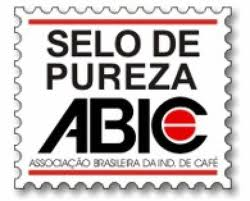 SELO DE
PUREZA
ABIC
ASSOCIAÇÃO BRASILEIRA DA IND. DE CAFÉ